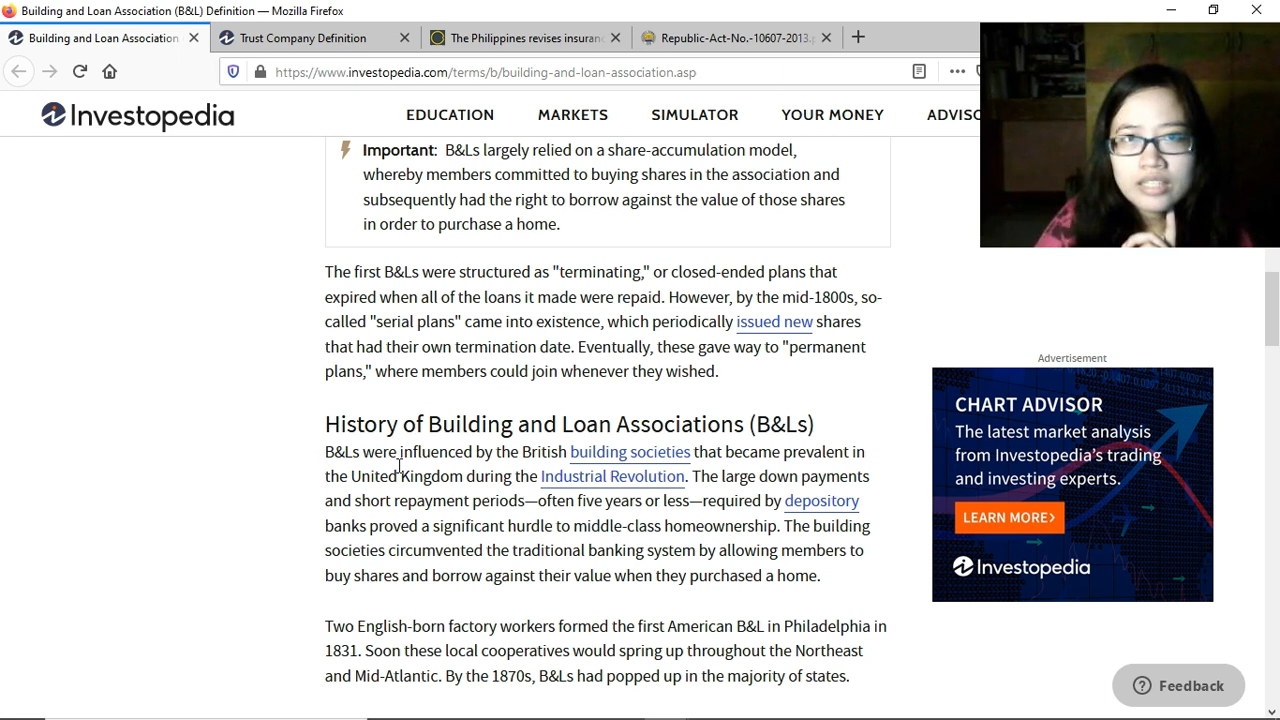 Building and Loan Association (B&L) Definition — Mozilla Firefox
Building and Loan Association
Trust Company Definition
The Philippines revises insuran
Republic-Act-No.-10607-2013.p
https://www.investopedia.com/terms/b/building-and-loan-association.asp
Investopedia
EDUCATION
MARKETS
SIMULATOR
YOUR MONEY
ADVISO
Important: B&Ls largely relied on a share-accumulation model,
whereby members committed to buying shares in the association and
subsequently had the right to borrow against the value of those shares
in order to purchase a home.
The first B&Ls were structured as "terminating," or closed-ended plans that
expired when all of the loans it made were repaid. However, by the mid-1800s, so-
called "serial plans" came into existence, which periodically issued new shares
that had their own termination date. Eventually, these gave way to "permanent
plans," where members could join whenever they wished.
History of Building and Loan Associations (B&Ls)
B&Ls were influenced by the British building societies that became prevalent in
the United Kingdom during the Industrial Revolution. The large down payments
and short repayment periods—often five years or less—required by depository
banks proved a significant hurdle to middle-class homeownership. The building
societies circumvented the traditional banking system by allowing members to
buy shares and borrow against their value when they purchased a home.
Two English-born factory workers formed the first American B&L in Philadelphia in
1831. Soon these local cooperatives would spring up throughout the Northeast
and Mid-Atlantic. By the 1870s, B&Ls had popped up in the majority of states.
Advertisement
CHART ADVISOR
The latest market analysis
from Investopedia's trading
and investing experts.
LEARN MORE>
Investopedia
Feedback